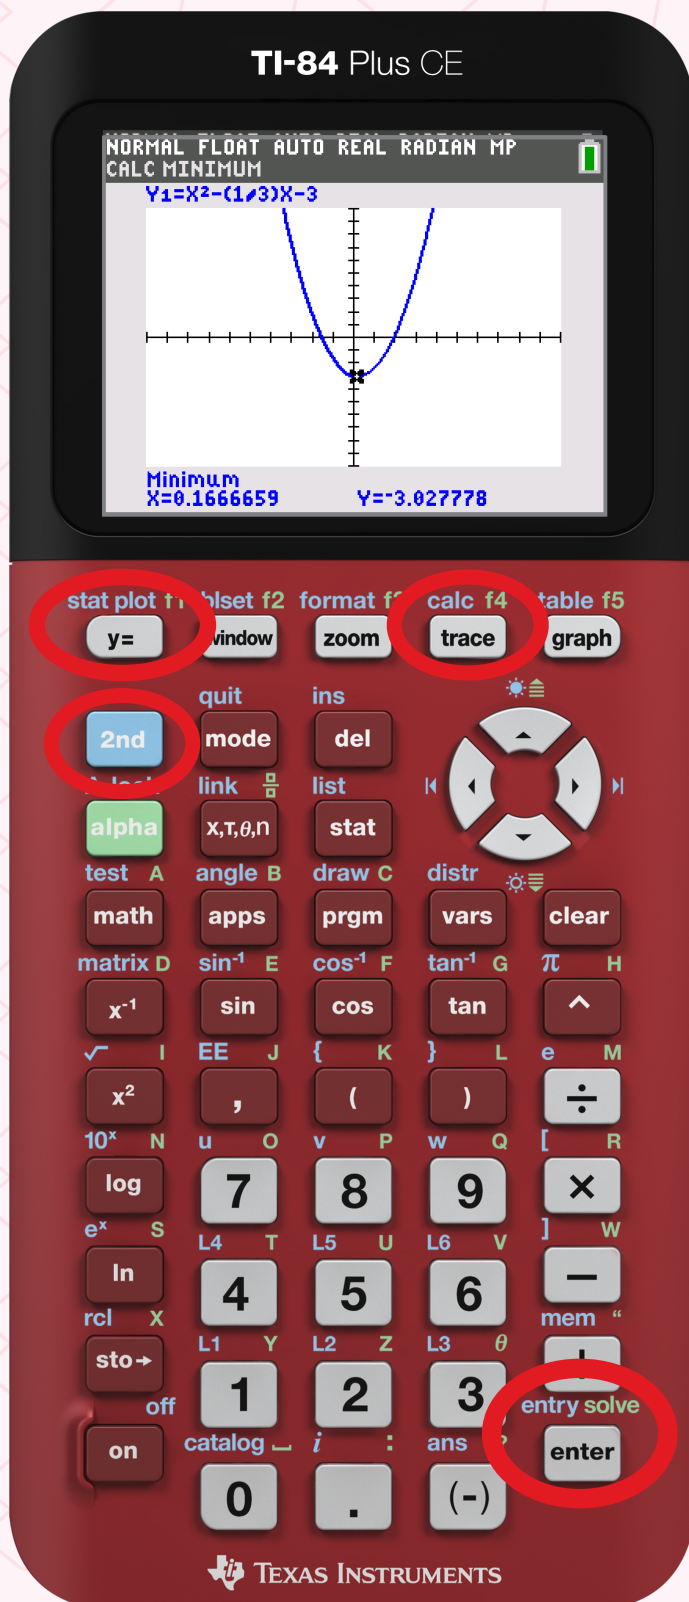 TI-84 Plus CE
NORMAL FLOAT AUTO REAL RADIAN MP
CALC MINIMUM
Y₁=X²-(1/3)X-3
Minimum
X=0.1666659 Y=-3.027778
stat plot f1 tblset f2 format f3 calc f4 table f5
y= window zoom trace graph
quit ins
2nd mode del
link list
alpha X,T,θ,n stat
test A angle B draw C distr
math apps prgm vars clear
matrix D sin⁻¹ E cos⁻¹ F tan⁻¹ G π H
x⁻¹ sin cos tan ^
√ I EE J { K } L e M
x² , ( ) ÷
10ˣ N u O v P w Q [ R
log 7 8 9 ×
eˣ S L4 T L5 U L6 V ] W
ln 4 5 6 −
rcl X L1 Y L2 Z L3 θ mem “
sto→ 1 2 3 +
off catalog ⎵ i : ans ? entry solve
on 0 . (-) enter
TEXAS INSTRUMENTS